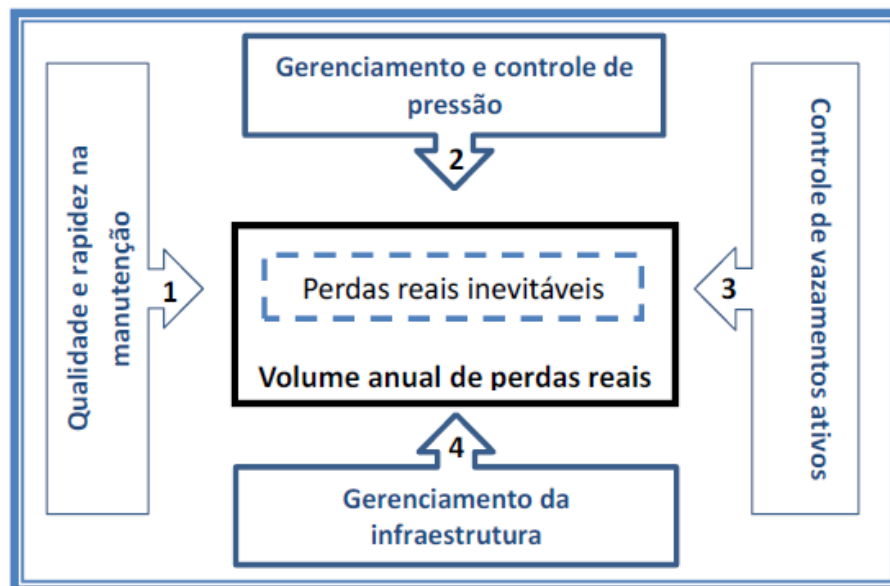 Gerenciamento e controle de
pressão
2
Qualidade e rapidez na
manutenção
1
Perdas reais inevitáveis
Volume anual de perdas reais
3
Controle de vazamentos ativos
4
Gerenciamento da
infraestrutura